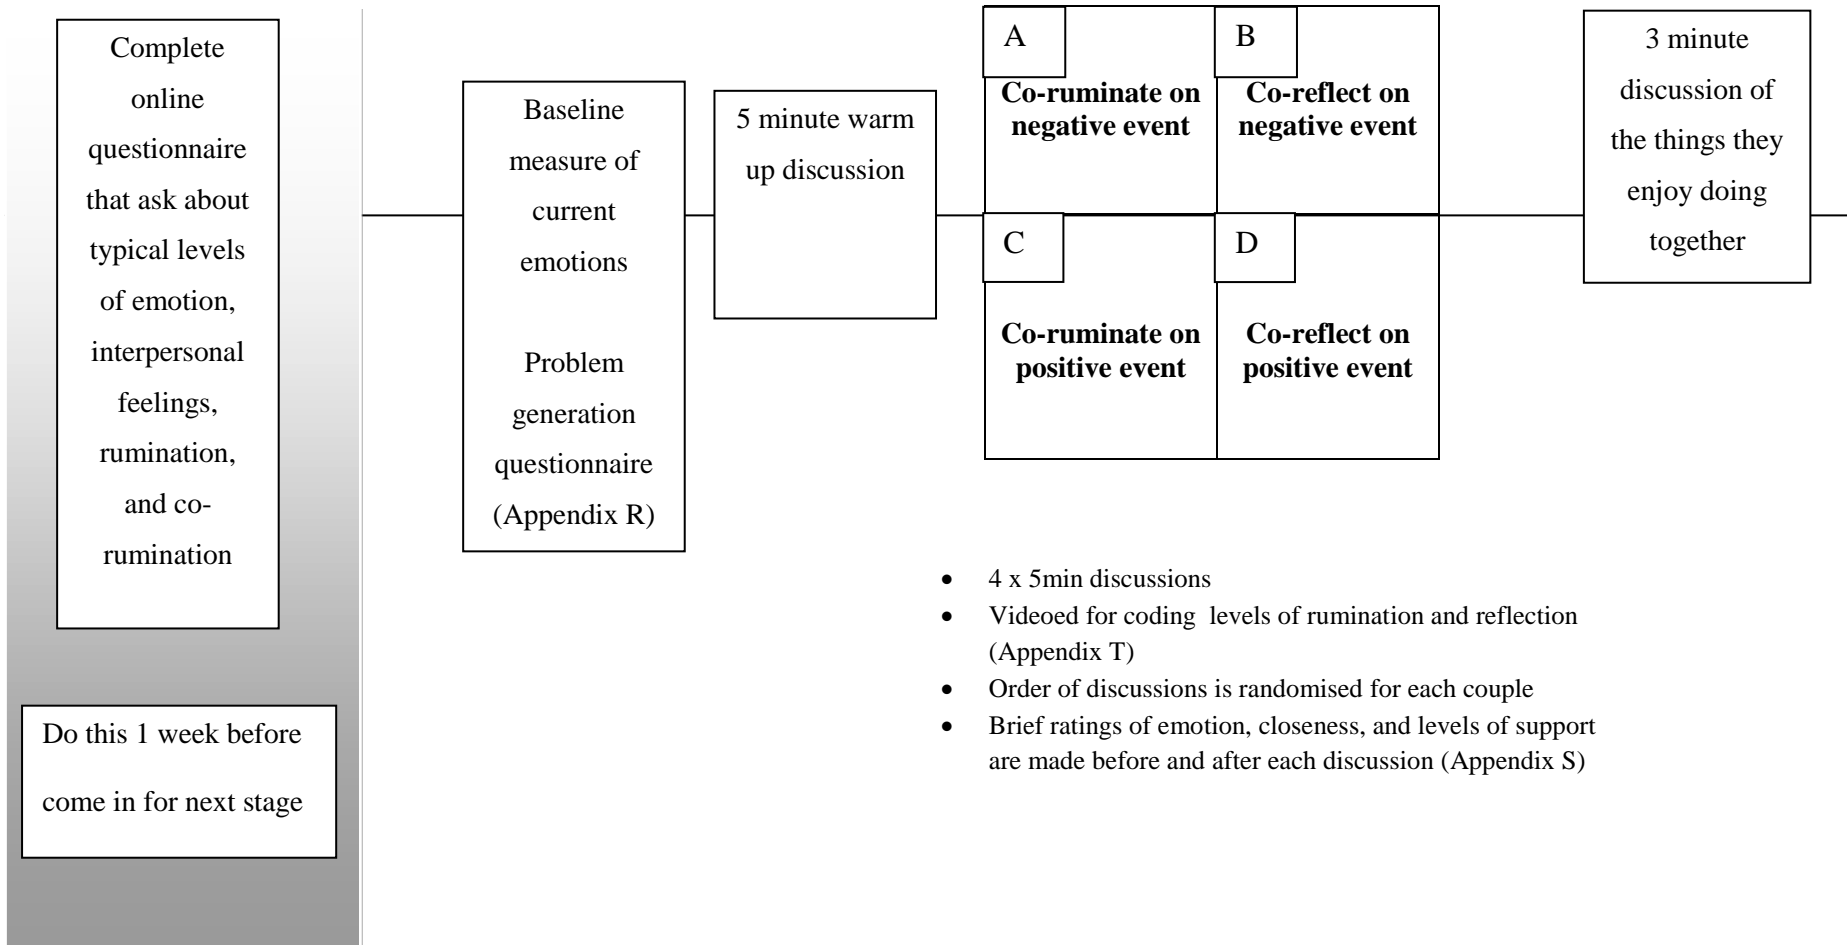 Complete
online
questionnaire
that ask about
typical levels
of emotion,
interpersonal
feelings,
rumination,
and co-
rumination
Do this 1 week before
come in for next stage
Baseline
measure of
current
emotions
Problem
generation
questionnaire
(Appendix R)
5 minute warm
up discussion
A
Co-ruminate on
negative event
B
Co-reflect on
negative event
C
Co-ruminate on
positive event
D
Co-reflect on
positive event
• 4 x 5min discussions
• Videoed for coding levels of rumination and reflection
(Appendix T)
• Order of discussions is randomised for each couple
• Brief ratings of emotion, closeness, and levels of support
are made before and after each discussion (Appendix S)
3 minute
discussion of
the things they
enjoy doing
together